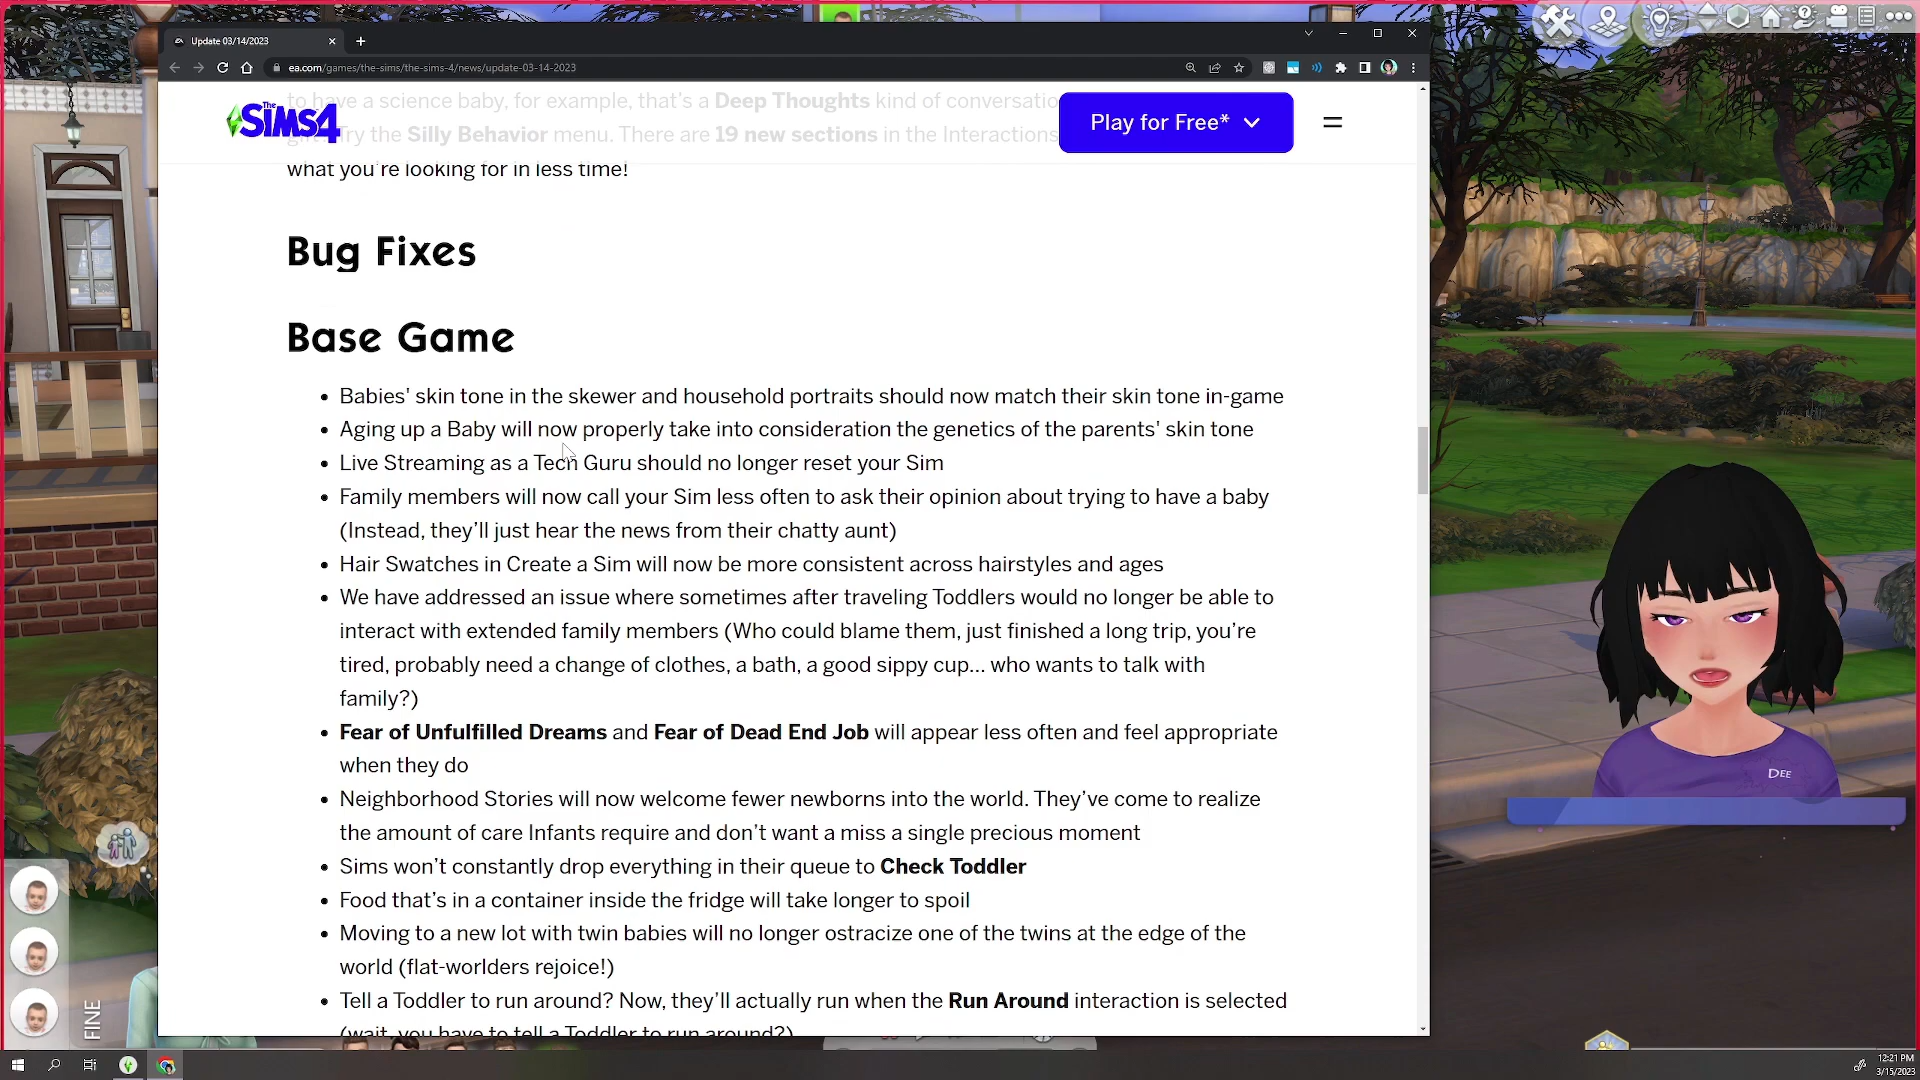 Update 03/14/2023
ea.com/games/the-sims/the-sims-4/news/update-03-14-2023
to have a science baby, for example, that's a Deep Thoughts kind of conversatio
The SIMS 4
Play for Free*
Try the Silly Behavior menu. There are 19 new sections in the Interactions
what you're looking for in less time!
Bug Fixes
Base Game
• Babies' skin tone in the skewer and household portraits should now match their skin tone in-game
• Aging up a Baby will now properly take into consideration the genetics of the parents' skin tone
• Live Streaming as a Tech Guru should no longer reset your Sim
• Family members will now call your Sim less often to ask their opinion about trying to have a baby
(Instead, they'll just hear the news from their chatty aunt)
• Hair Swatches in Create a Sim will now be more consistent across hairstyles and ages
• We have addressed an issue where sometimes after traveling Toddlers would no longer be able to
interact with extended family members (Who could blame them, just finished a long trip, you're
tired, probably need a change of clothes, a bath, a good sippy cup... who wants to talk with
family?)
• Fear of Unfulfilled Dreams and Fear of Dead End Job will appear less often and feel appropriate
when they do
• Neighborhood Stories will now welcome fewer newborns into the world. They've come to realize
the amount of care Infants require and don't want a miss a single precious moment
• Sims won't constantly drop everything in their queue to Check Toddler
• Food that's in a container inside the fridge will take longer to spoil
• Moving to a new lot with twin babies will no longer ostracize one of the twins at the edge of the
world (flat-worlders rejoice!)
• Tell a Toddler to run around? Now, they'll actually run when the Run Around interaction is selected
(wait, you have to tell a Toddler to run around?)
DEE
FINE
12:21 PM
3/15/2023